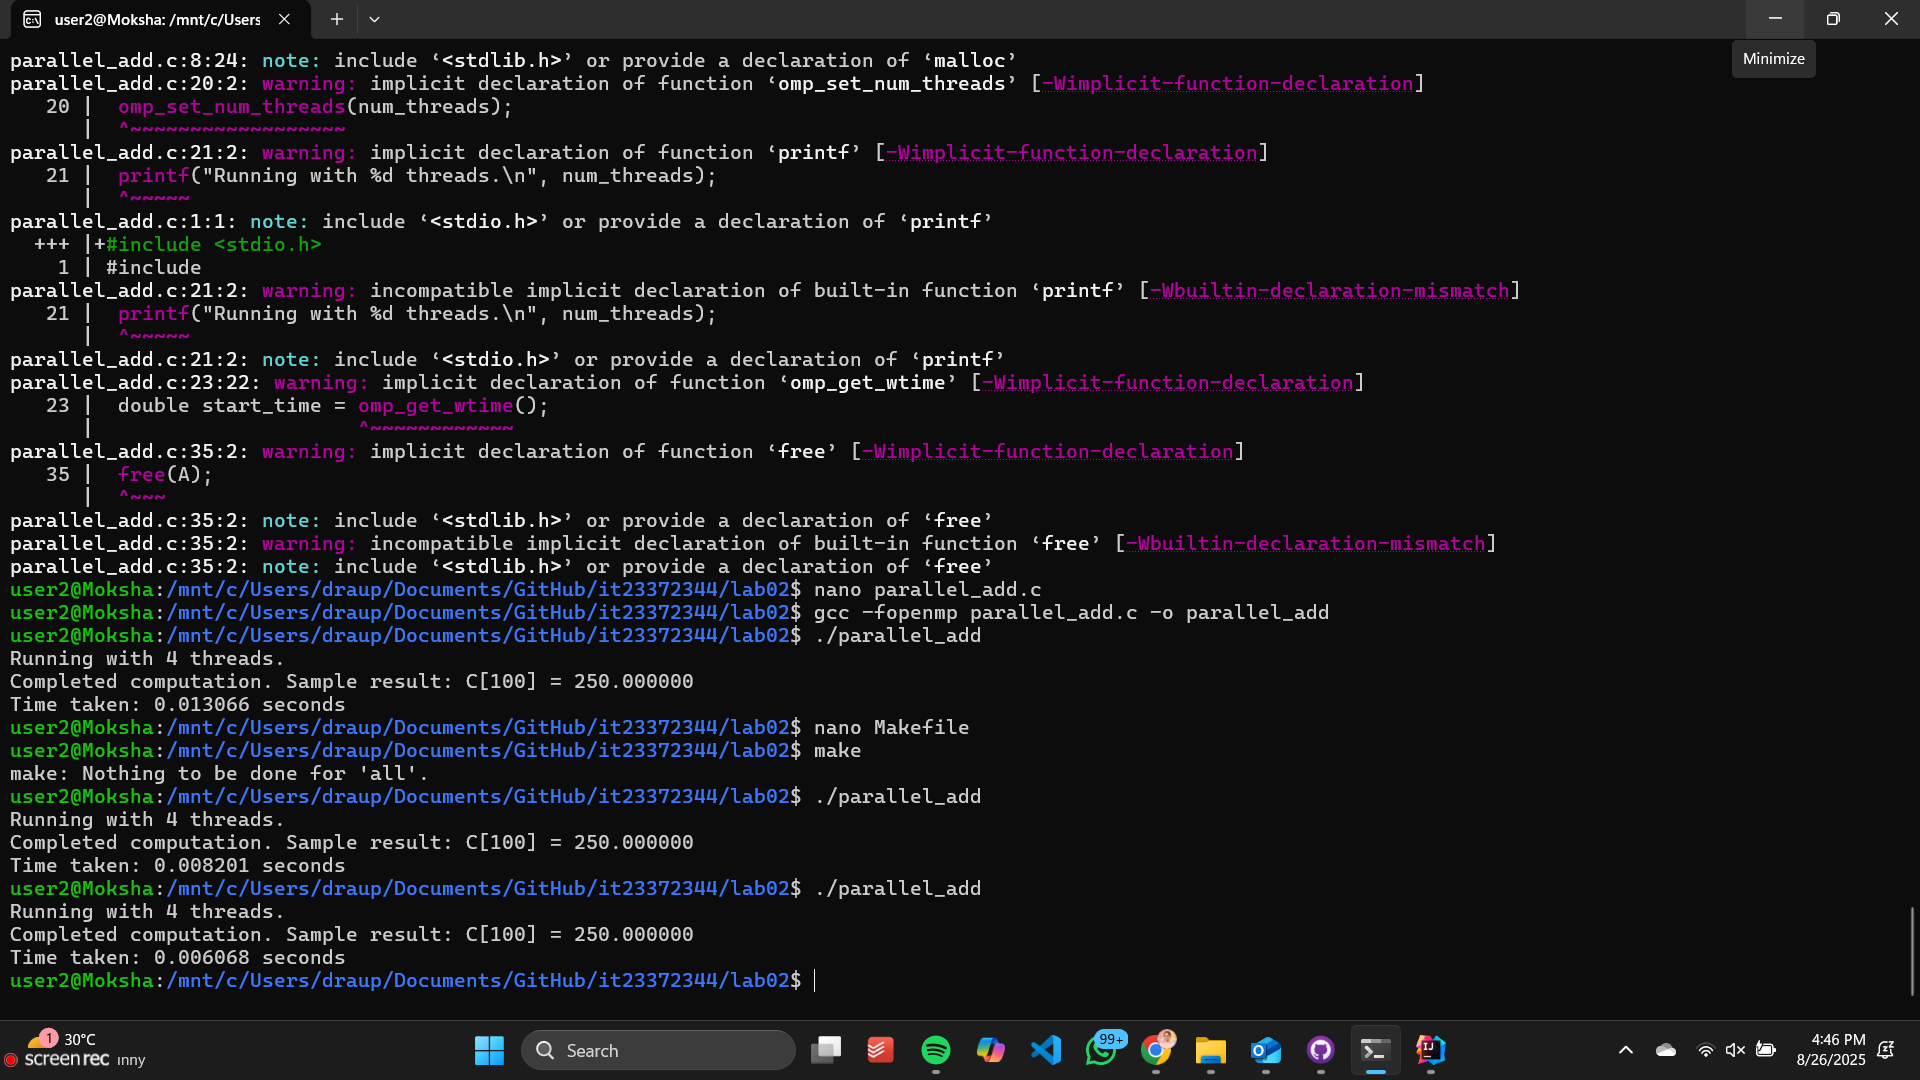 user2@Moksha: /mnt/c/Users
Minimize
parallel_add.c:8:24: note: include ‘<stdlib.h>’ or provide a declaration of ‘malloc’
parallel_add.c:20:2: warning: implicit declaration of function ‘omp_set_num_threads’ [-Wimplicit-function-declaration]
   20 |  omp_set_num_threads(num_threads);
      |  ^~~~~~~~~~~~~~~~~~~
parallel_add.c:21:2: warning: implicit declaration of function ‘printf’ [-Wimplicit-function-declaration]
   21 |  printf("Running with %d threads.\n", num_threads);
      |  ^~~~~~
parallel_add.c:1:1: note: include ‘<stdio.h>’ or provide a declaration of ‘printf’
  +++ |+#include <stdio.h>
    1 | #include
parallel_add.c:21:2: warning: incompatible implicit declaration of built-in function ‘printf’ [-Wbuiltin-declaration-mismatch]
   21 |  printf("Running with %d threads.\n", num_threads);
      |  ^~~~~~
parallel_add.c:21:2: note: include ‘<stdio.h>’ or provide a declaration of ‘printf’
parallel_add.c:23:22: warning: implicit declaration of function ‘omp_get_wtime’ [-Wimplicit-function-declaration]
   23 |  double start_time = omp_get_wtime();
      |                      ^~~~~~~~~~~~~
parallel_add.c:35:2: warning: implicit declaration of function ‘free’ [-Wimplicit-function-declaration]
   35 |  free(A);
      |  ^~~~
parallel_add.c:35:2: note: include ‘<stdlib.h>’ or provide a declaration of ‘free’
parallel_add.c:35:2: warning: incompatible implicit declaration of built-in function ‘free’ [-Wbuiltin-declaration-mismatch]
parallel_add.c:35:2: note: include ‘<stdlib.h>’ or provide a declaration of ‘free’
user2@Moksha:/mnt/c/Users/draup/Documents/GitHub/it23372344/lab02$ nano parallel_add.c
user2@Moksha:/mnt/c/Users/draup/Documents/GitHub/it23372344/lab02$ gcc -fopenmp parallel_add.c -o parallel_add
user2@Moksha:/mnt/c/Users/draup/Documents/GitHub/it23372344/lab02$ ./parallel_add
Running with 4 threads.
Completed computation. Sample result: C[100] = 250.000000
Time taken: 0.013066 seconds
user2@Moksha:/mnt/c/Users/draup/Documents/GitHub/it23372344/lab02$ nano Makefile
user2@Moksha:/mnt/c/Users/draup/Documents/GitHub/it23372344/lab02$ make
make: Nothing to be done for 'all'.
user2@Moksha:/mnt/c/Users/draup/Documents/GitHub/it23372344/lab02$ ./parallel_add
Running with 4 threads.
Completed computation. Sample result: C[100] = 250.000000
Time taken: 0.008201 seconds
user2@Moksha:/mnt/c/Users/draup/Documents/GitHub/it23372344/lab02$ ./parallel_add
Running with 4 threads.
Completed computation. Sample result: C[100] = 250.000000
Time taken: 0.006068 seconds
user2@Moksha:/mnt/c/Users/draup/Documents/GitHub/it23372344/lab02$
1 30°C
screenrec nny
Search
99+
4:46 PM
8/26/2025